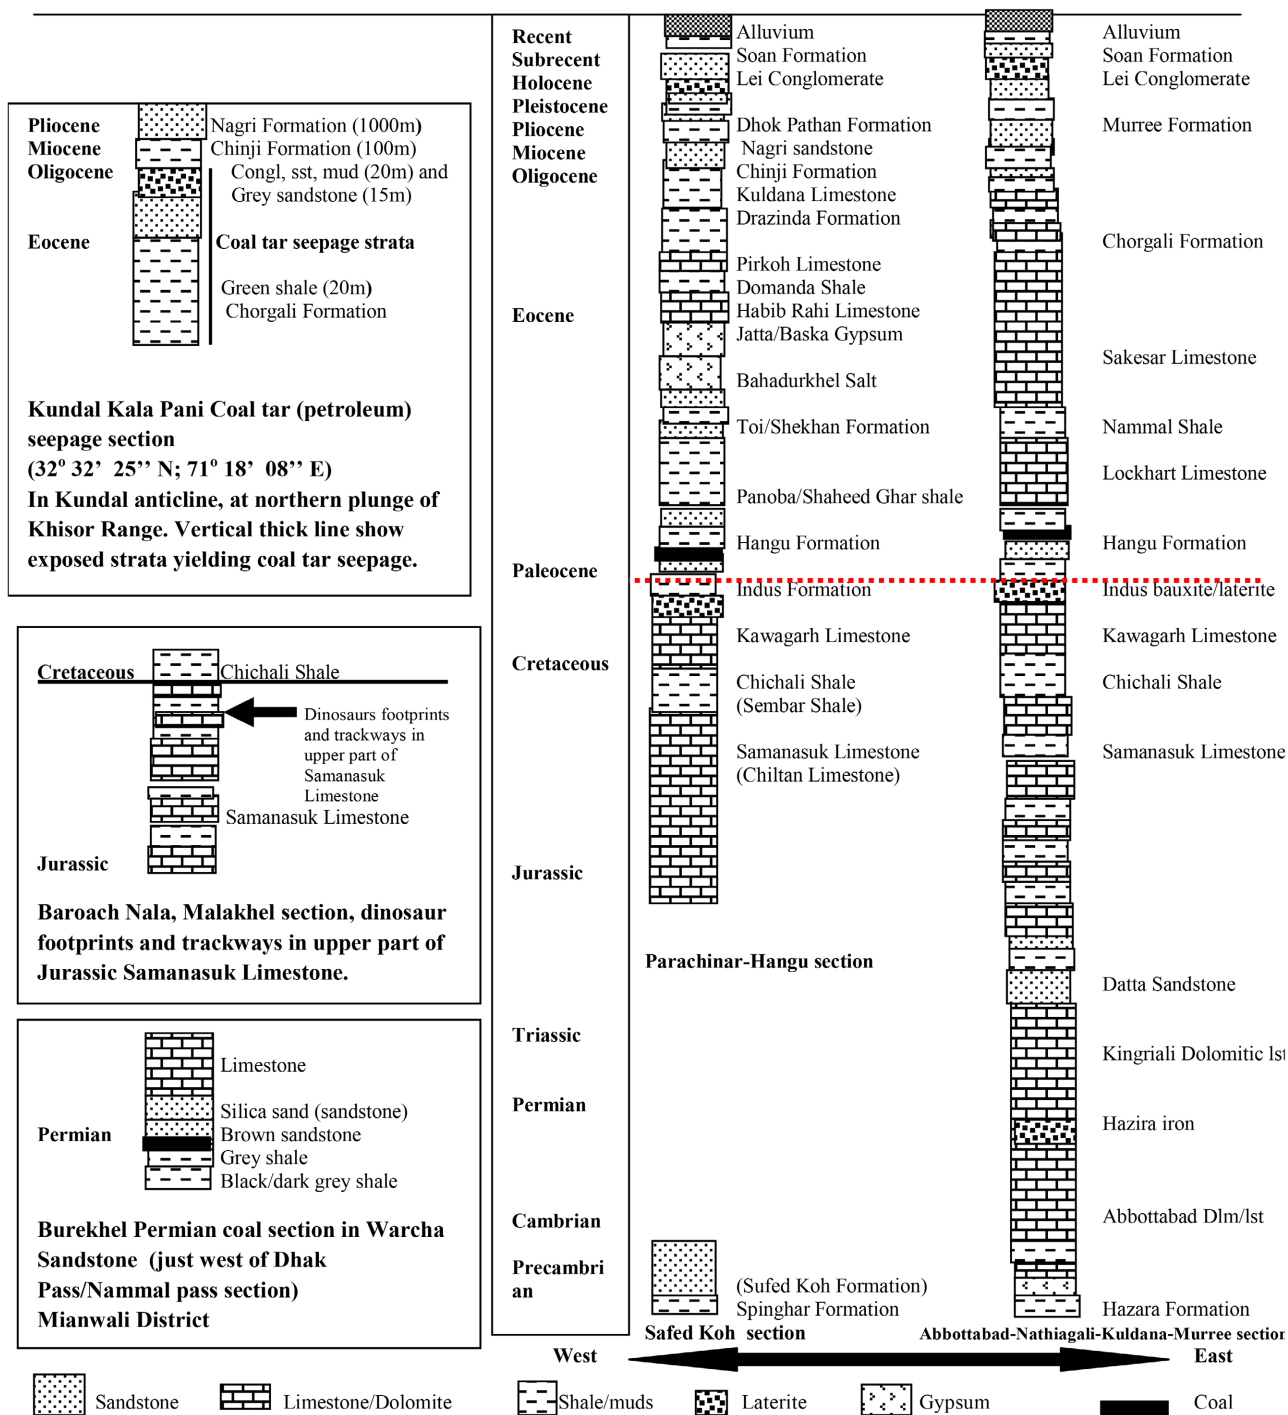 Pliocene
Miocene
Oligocene
Eocene
Nagri Formation (1000m)
Chinji Formation (100m)
Congl, sst, mud (20m) and
Grey sandstone (15m)
Coal tar seepage strata
Green shale (20m)
Chorgali Formation
Kundal Kala Pani Coal tar (petroleum)
seepage section
(32o 32’ 25’’ N; 71o 18’ 08’’ E)
In Kundal anticline, at northern plunge of
Khisor Range. Vertical thick line show
exposed strata yielding coal tar seepage.
Cretaceous
Chichali Shale
Dinosaurs footprints
and trackways in
upper part of
Samanasuk
Limestone
Samanasuk Limestone
Jurassic
Baroach Nala, Malakhel section, dinosaur
footprints and trackways in upper part of
Jurassic Samanasuk Limestone.
Limestone
Silica sand (sandstone)
Permian
Brown sandstone
Grey shale
Black/dark grey shale
Burekhel Permian coal section in Warcha
Sandstone (just west of Dhak
Pass/Nammal pass section)
Mianwali District
Recent
Subrecent
Holocene
Pleistocene
Pliocene
Miocene
Oligocene
Eocene
Paleocene
Cretaceous
Jurassic
Triassic
Permian
Cambrian
Precambri
an
Alluvium
Soan Formation
Lei Conglomerate
Dhok Pathan Formation
Nagri sandstone
Chinji Formation
Kuldana Limestone
Drazinda Formation
Pirkoh Limestone
Domanda Shale
Habib Rahi Limestone
Jatta/Baska Gypsum
Bahadurkhel Salt
Toi/Shekhan Formation
Panoba/Shaheed Ghar shale
Hangu Formation
Indus Formation
Kawagarh Limestone
Chichali Shale
(Sembar Shale)
Samanasuk Limestone
(Chiltan Limestone)
Parachinar-Hangu section
(Sufed Koh Formation)
Spinghar Formation
Safed Koh section
Alluvium
Soan Formation
Lei Conglomerate
Murree Formation
Chorgali Formation
Sakesar Limestone
Nammal Shale
Lockhart Limestone
Hangu Formation
Indus bauxite/laterite
Kawagarh Limestone
Chichali Shale
Samanasuk Limestone
Datta Sandstone
Kingriali Dolomitic lst
Hazira iron
Abbottabad Dlm/lst
Hazara Formation
Abbottabad-Nathiagali-Kuldana-Murree section
West
East
Sandstone
Limestone/Dolomite
Shale/muds
Laterite
Gypsum
Coal